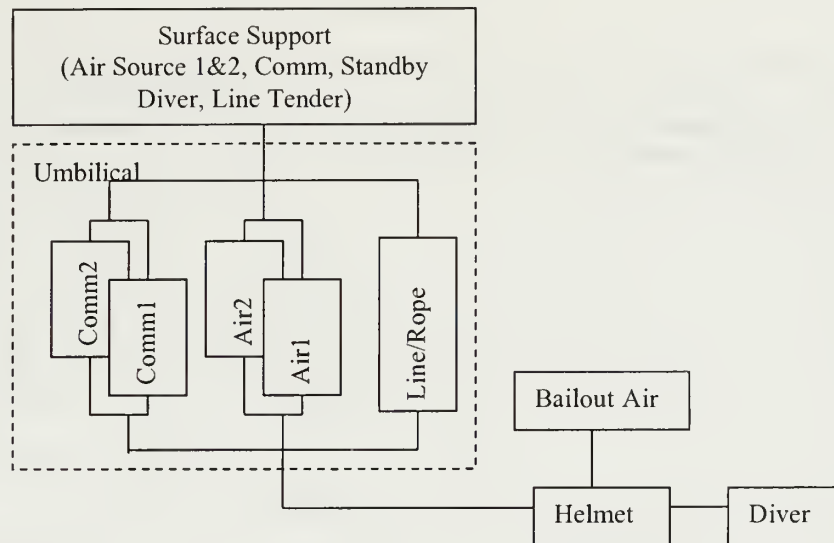 Surface Support
(Air Source 1&2, Comm, Standby
Diver, Line Tender)
Umbilical
Comm2
Comm1
Air2
Air1
Line/Rope
Bailout Air
Helmet
Diver